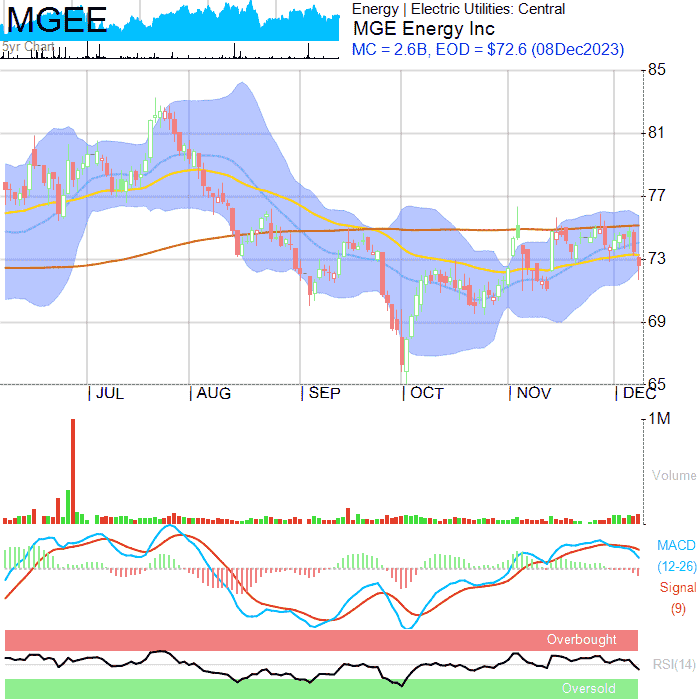 MGEE
5yr Chart
Energy | Electric Utilities: Central
MGE Energy Inc
MC = 2.6B, EOD = $72.6 (08Dec2023)
85
81
77
73
69
65
JUL
AUG
SEP
OCT
NOV
DEC
1M
Volume
MACD
(12-26)
Signal
(9)
Overbought
RSI(14)
Oversold